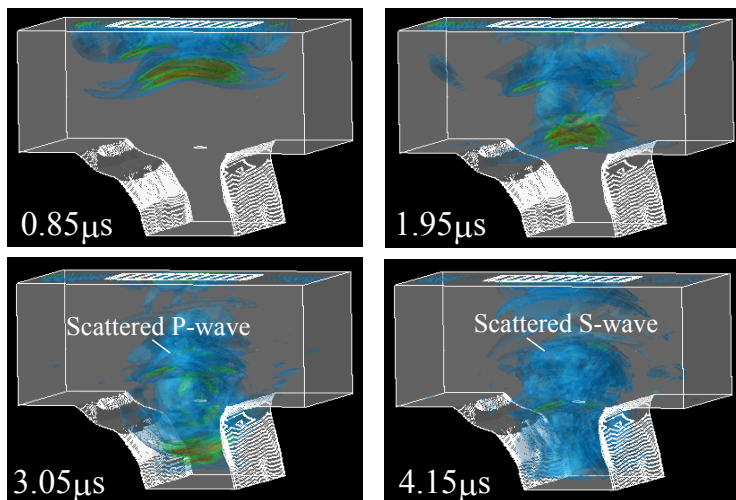 0.85μs
1.95μs
Scattered P-wave
3.05μs
Scattered S-wave
4.15μs